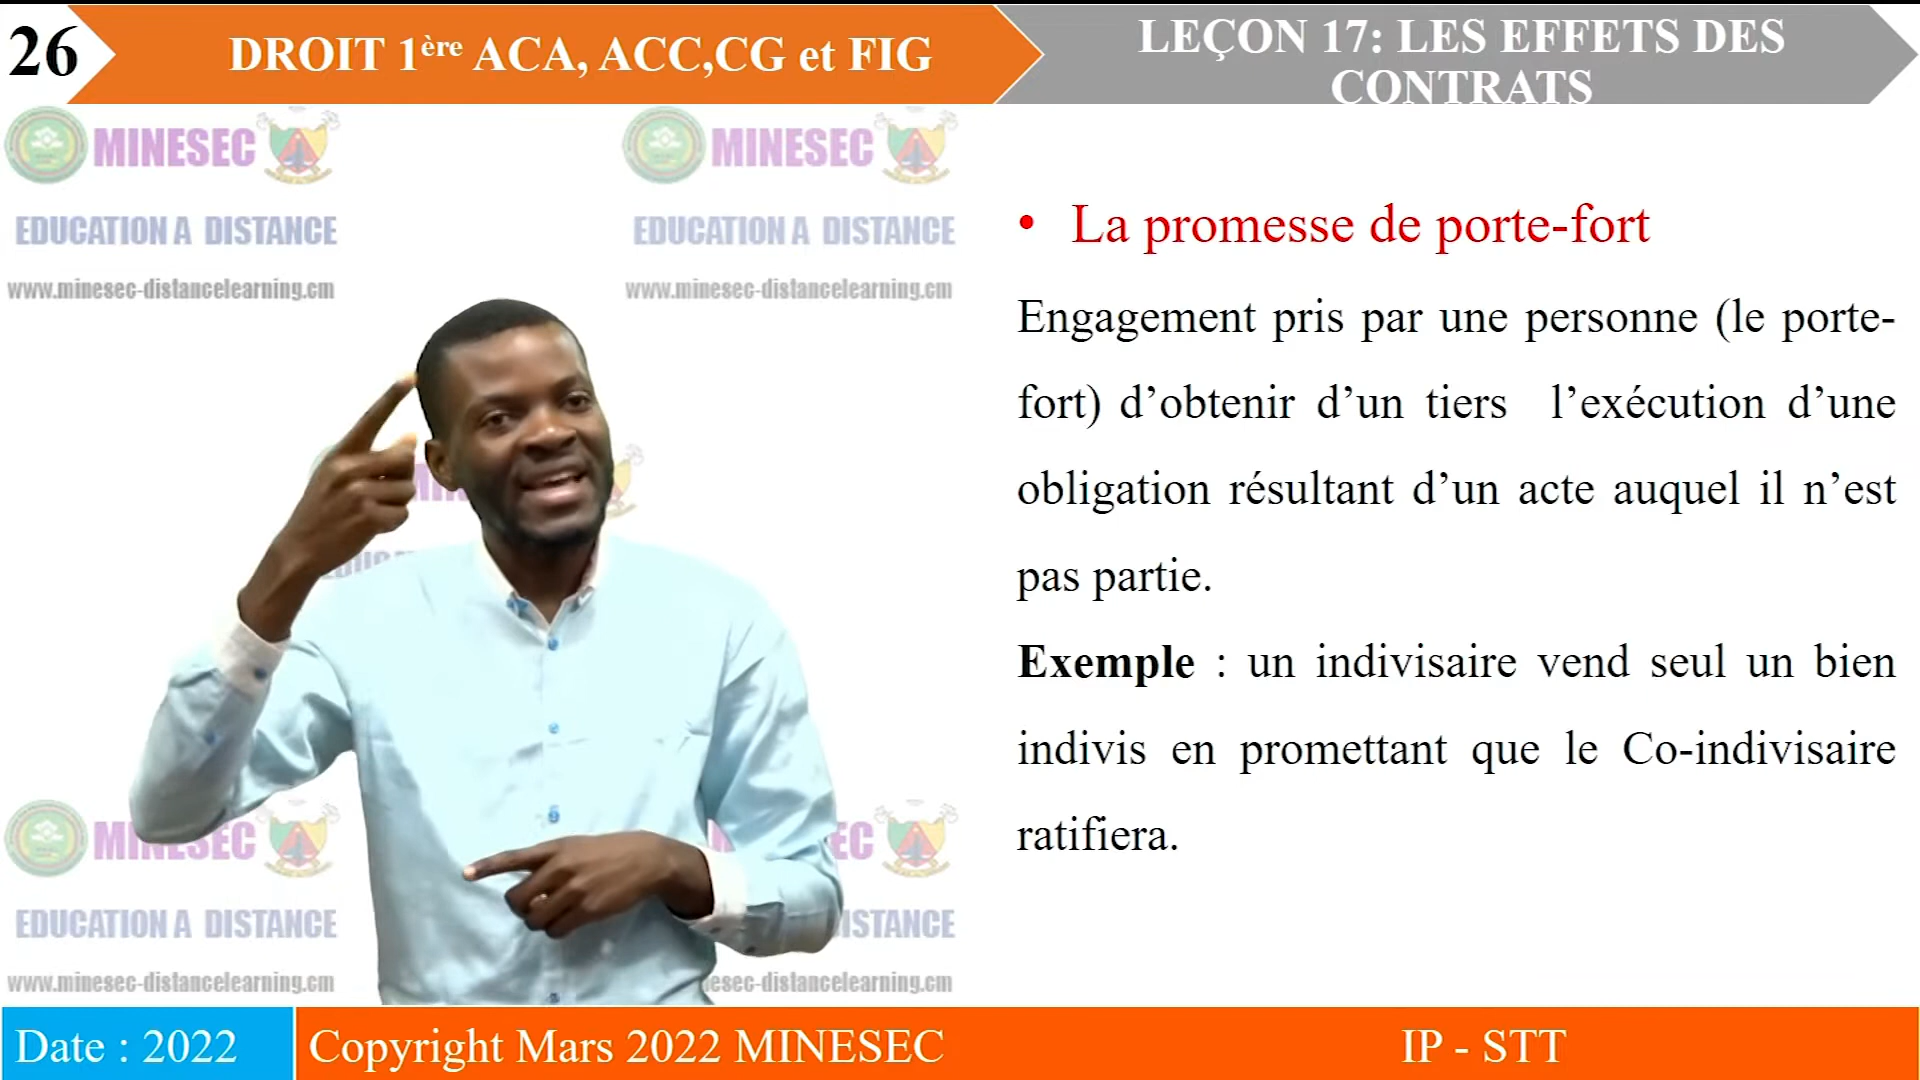 26
DROIT 1ère ACA, ACC,CG et FIG
LEÇON 17: LES EFFETS DES
CONTRATS
MINESEC
MINESEC
EDUCATION A DISTANCE
EDUCATION A DISTANCE
www.minesec-distancelearning.cm
www.minesec-distancelearning.cm
• La promesse de porte-fort
Engagement pris par une personne (le porte-
fort) d’obtenir d’un tiers l’exécution d’une
obligation résultant d’un acte auquel il n’est
pas partie.
Exemple : un indivisaire vend seul un bien
indivis en promettant que le Co-indivisaire
ratifiera.
MINESEC
EC
EDUCATION A DISTANCE
ISTANCE
www.minesec-distancelearning.cm
esec-distancelearning.cm
Date : 2022
Copyright Mars 2022 MINESEC
IP - STT